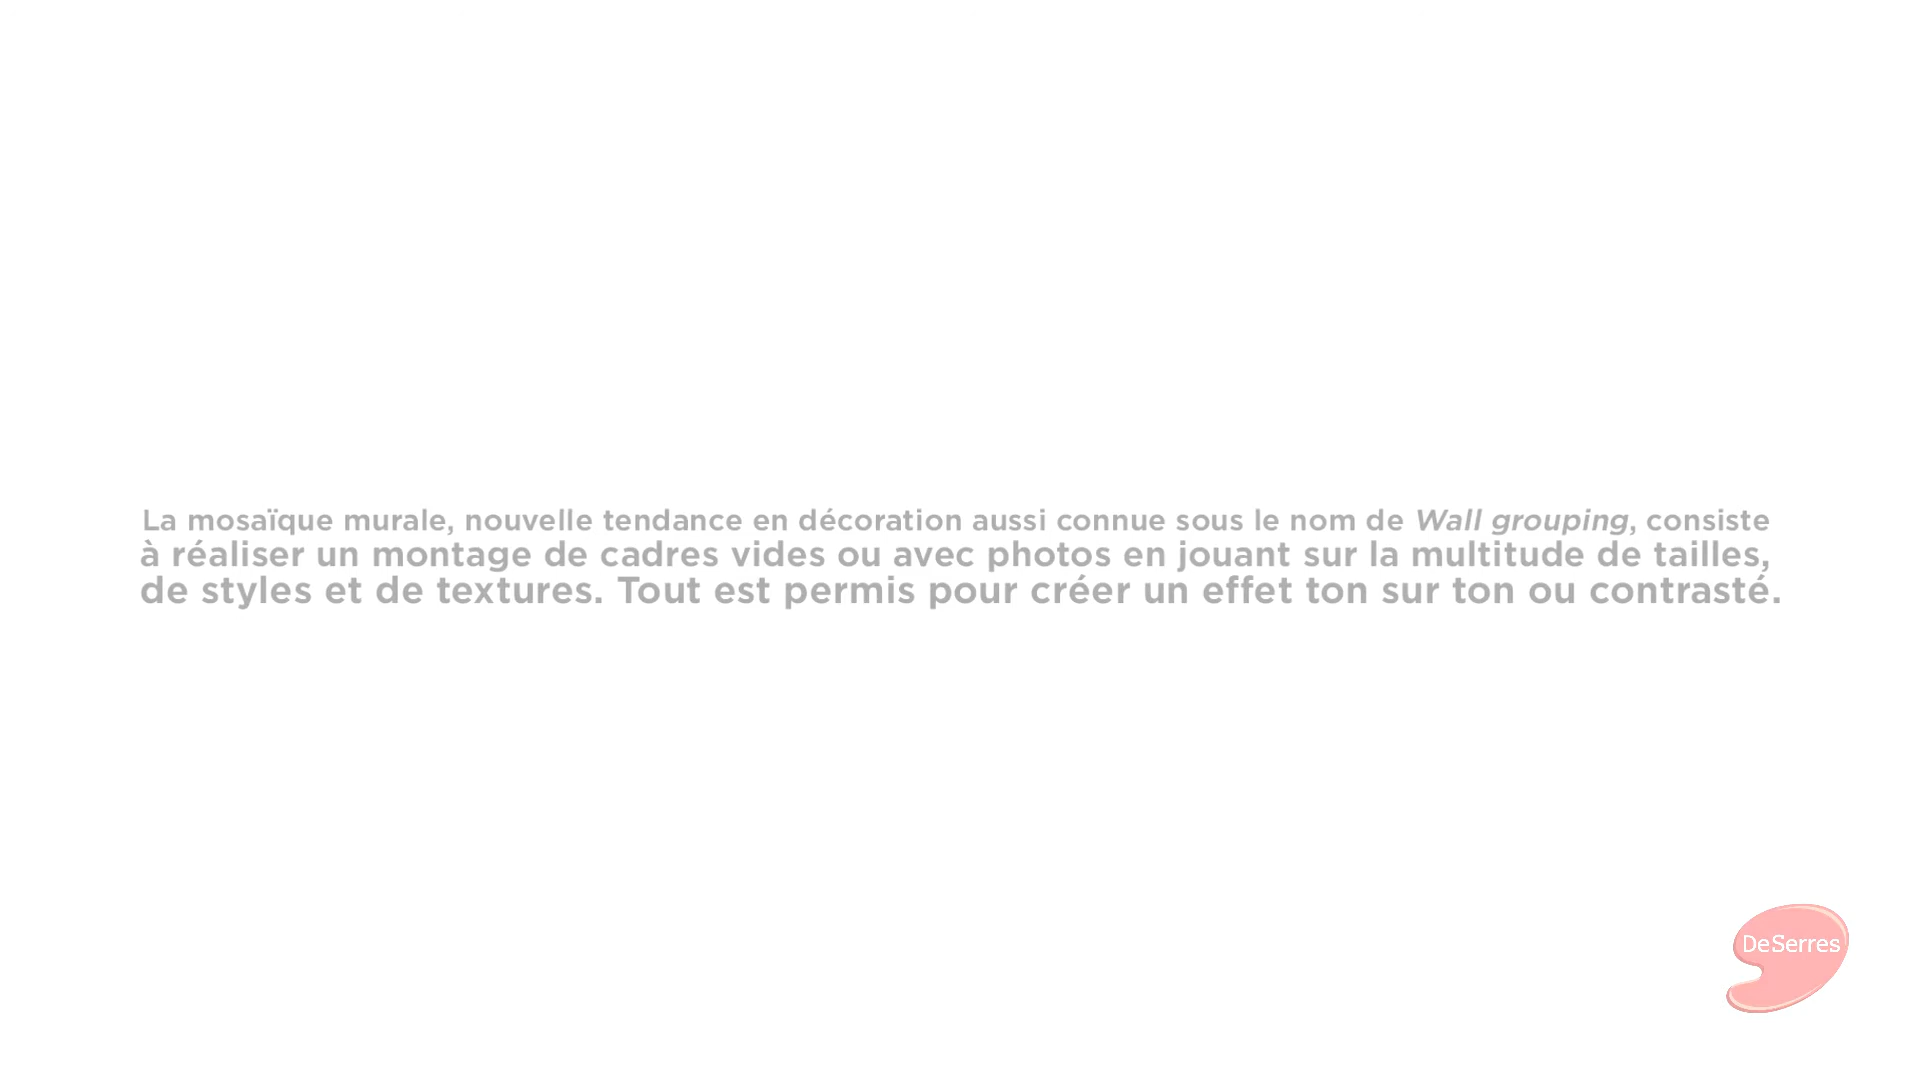 La mosaïque murale, nouvelle tendance en décoration aussi connue sous le nom de Wall grouping, consiste
à réaliser un montage de cadres vides ou avec photos en jouant sur la multitude de tailles,
de styles et de textures. Tout est permis pour créer un effet ton sur ton ou contrasté.
DeSerres